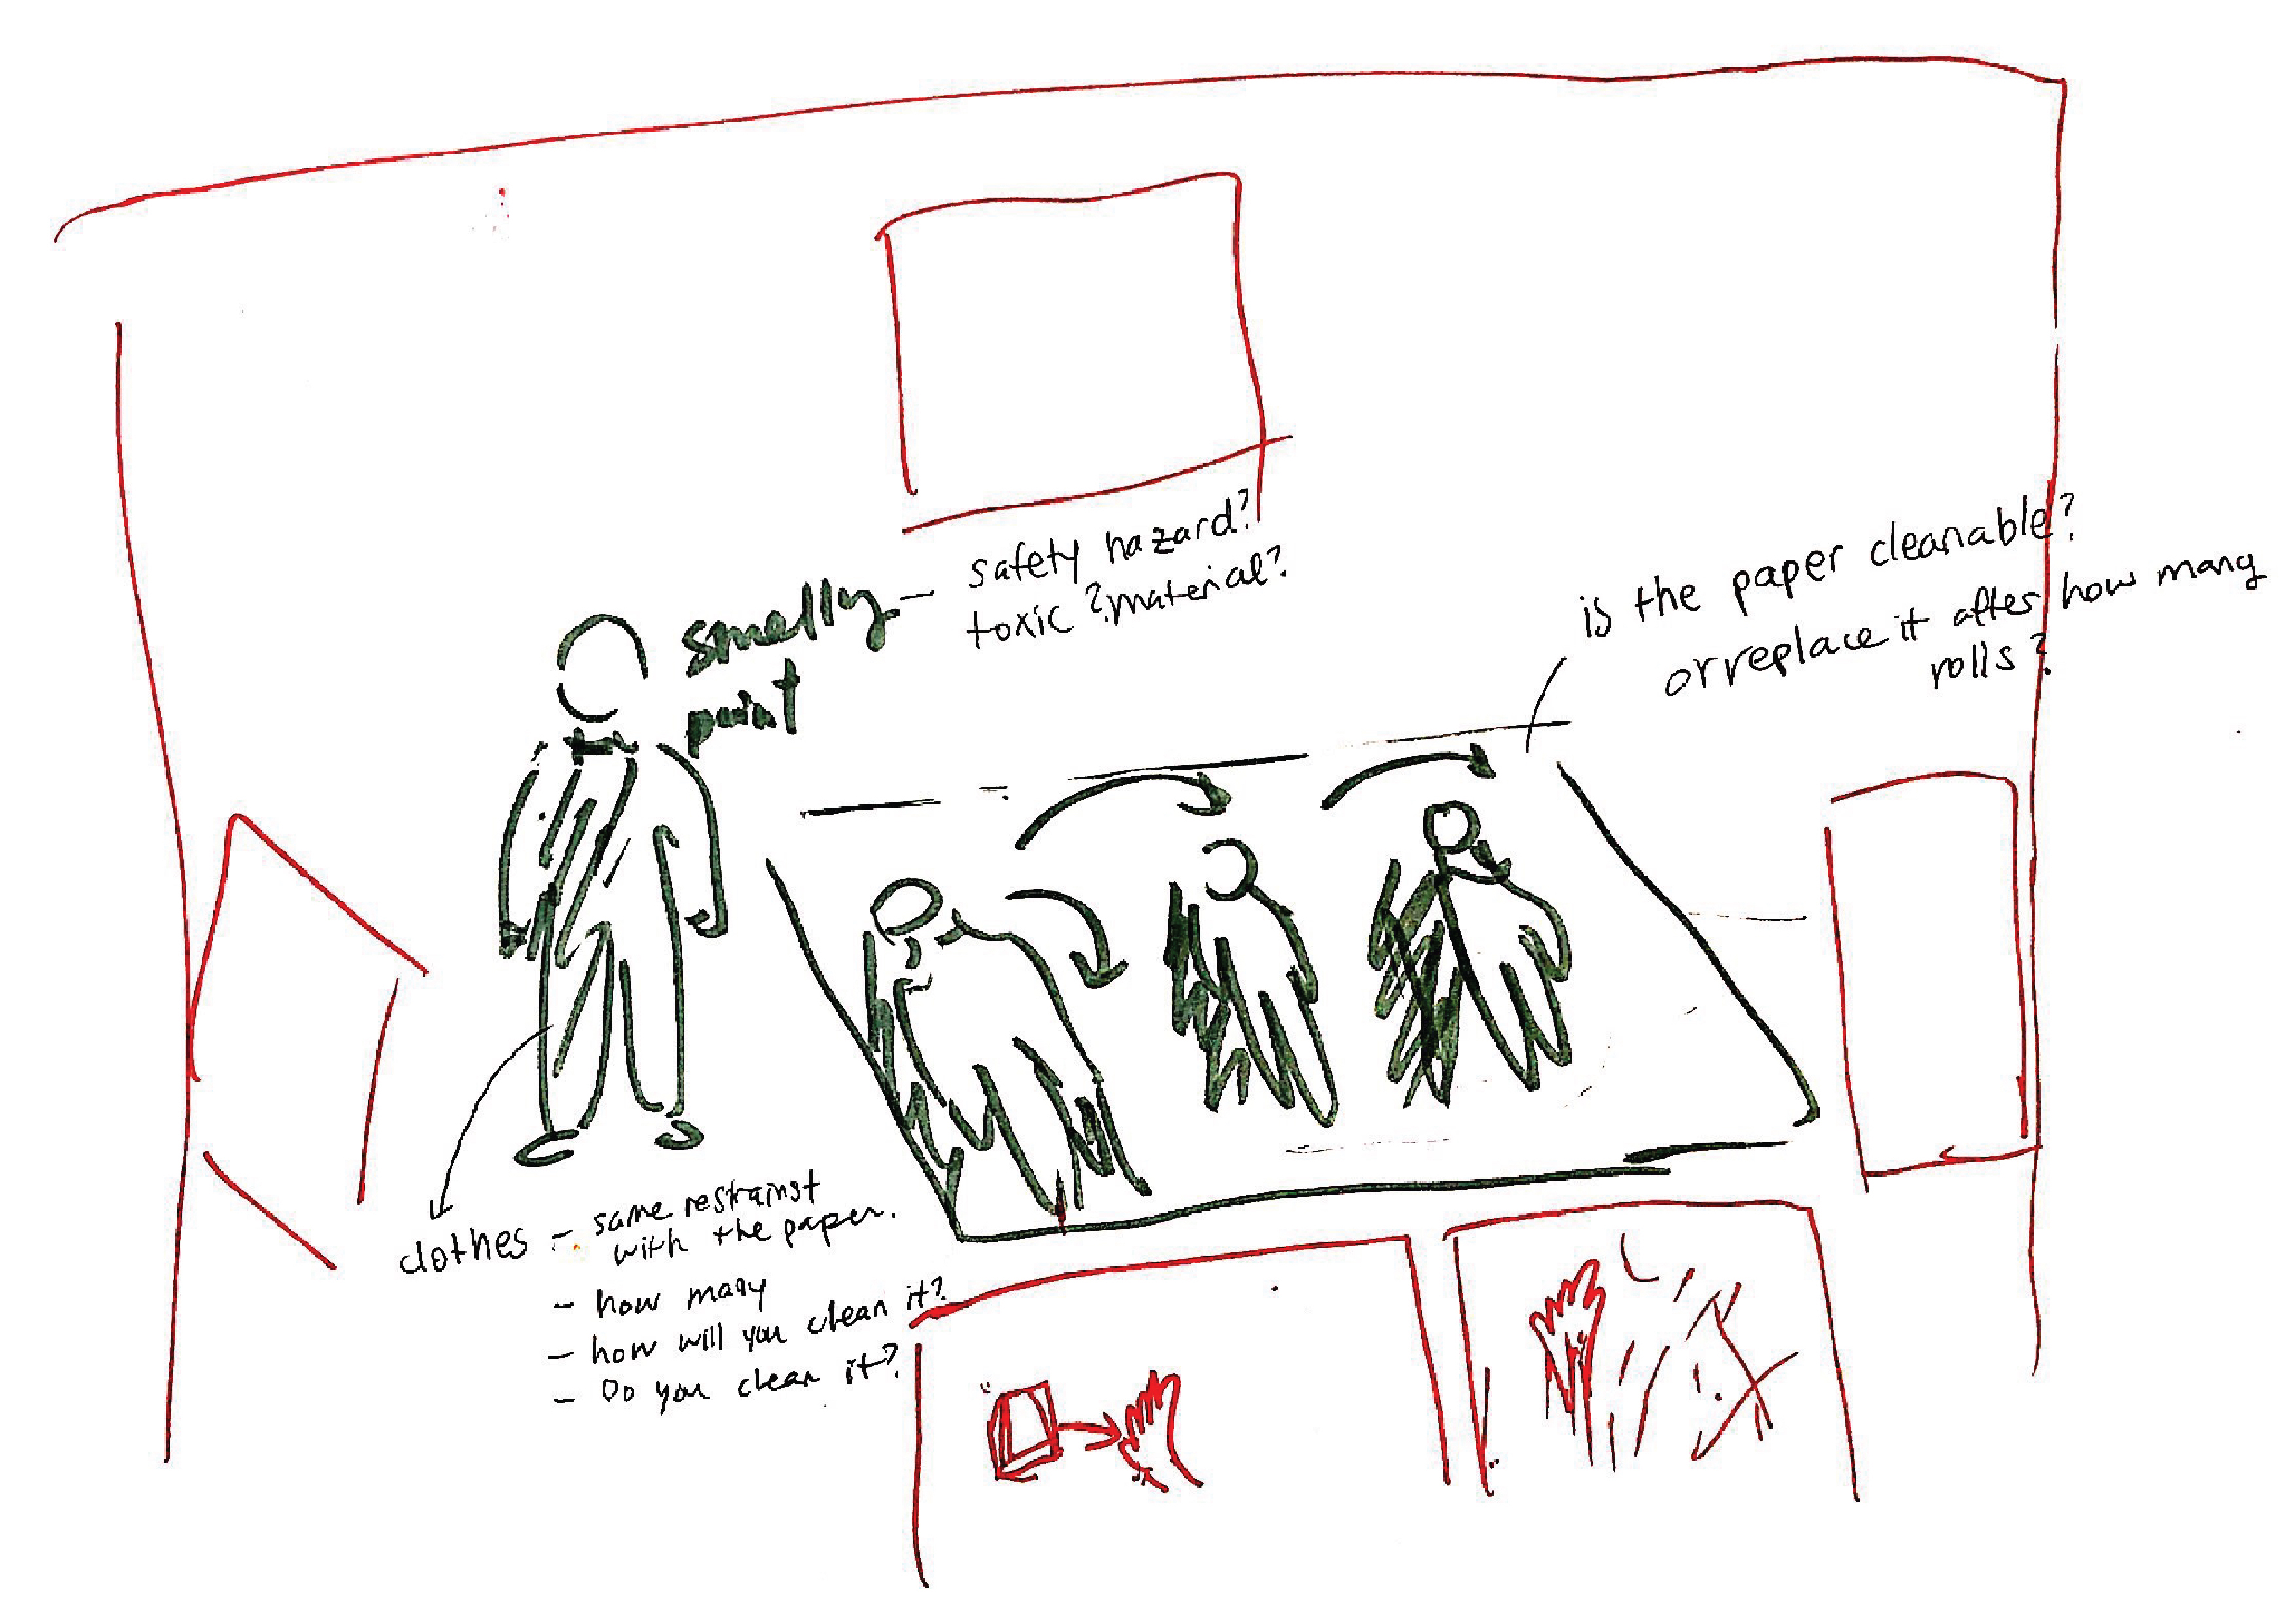 smelly – safety hazard?
paint toxic ? material?
is the paper cleanable?
or replace it after how many
rolls?
clothes – same restrainst
with the paper.
– how many
– how will you clean it?
– Do you clean it?